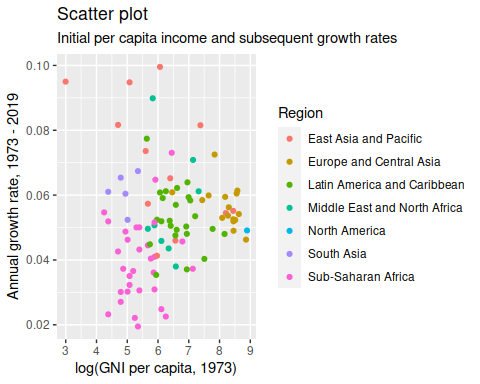 Scatter plot
Initial per capita income and subsequent growth rates
Annual growth rate, 1973 - 2019
0.10
0.08
0.06
0.04
0.02
3 4 5 6 7 8 9
log(GNI per capita, 1973)
Region
East Asia and Pacific
Europe and Central Asia
Latin America and Caribbean
Middle East and North Africa
North America
South Asia
Sub-Saharan Africa